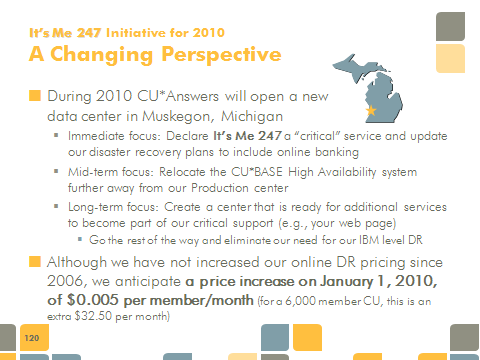 It's Me 247 Initiative for 2010
A Changing Perspective
During 2010 CU*Answers will open a new
data center in Muskegon, Michigan
Immediate focus: Declare It's Me 247 a "critical" service and update
our disaster recovery plans to include online banking
Mid-term focus: Relocate the CU*BASE High Availability system
further away from our Production center
Long-term focus: Create a center that is ready for additional services
to become part of our critical support (e.g., your web page)
Go the rest of the way and eliminate our need for our IBM level DR
Although we have not increased our online DR pricing since
2006, we anticipate a price increase on January 1, 2010,
of $0.005 per member/month (for a 6,000 member CU, this is an
extra $32.50 per month)
120